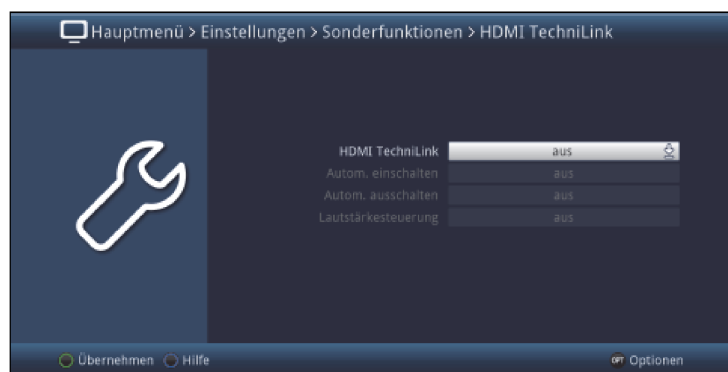 Hauptmenü > Einstellungen > Sonderfunktionen > HDMI TechniLink
HDMI TechniLink aus
Autom. einschalten aus
Autom. ausschalten aus
Lautstärkesteuerung aus
Übernehmen Hilfe OPT Optionen